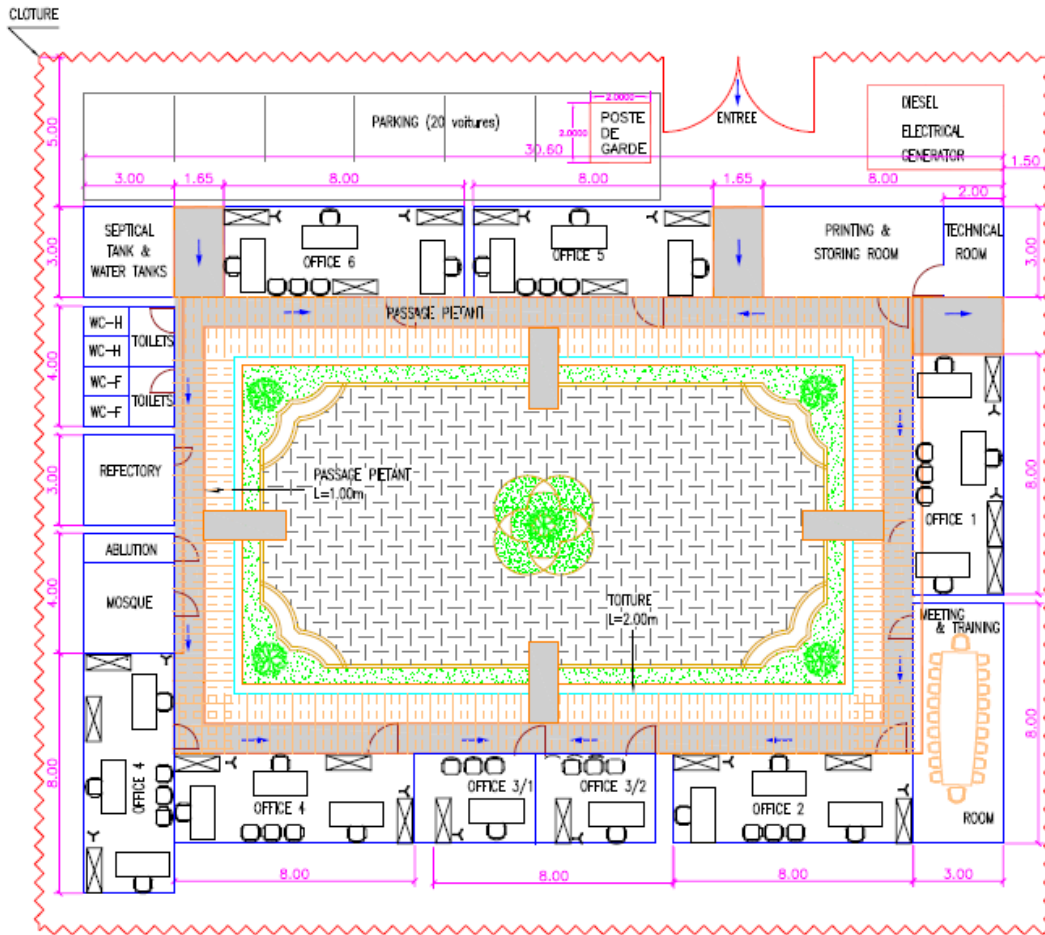 CLOTURE
PARKING (20 voitures)
2.0000
2.0000
POSTE
DE
GARDE
ENTREE
DIESEL
ELECTRICAL
GENERATOR
5.00
30.60
1.50
3.00
1.65
8.00
8.00
1.65
8.00
2.00
3.00
SEPTICAL
TANK &
WATER TANKS
OFFICE 6
OFFICE 5
PRINTING &
STORING ROOM
TECHNICAL
ROOM
3.00
PASSAGE PIETANT
4.00
WC-H
WC-H
WC-F
WC-F
TOILETS
TOILETS
3.00
REFECTORY
PASSAGE PIETANT
L=1.00m
OFFICE 1
8.00
4.00
ABLUTION
MOSQUE
TOITURE
L=2.00m
MEETING
& TRAINING
ROOM
8.00
8.00
OFFICE 4
OFFICE 4
OFFICE 3/1
OFFICE 3/2
OFFICE 2
8.00
8.00
8.00
3.00